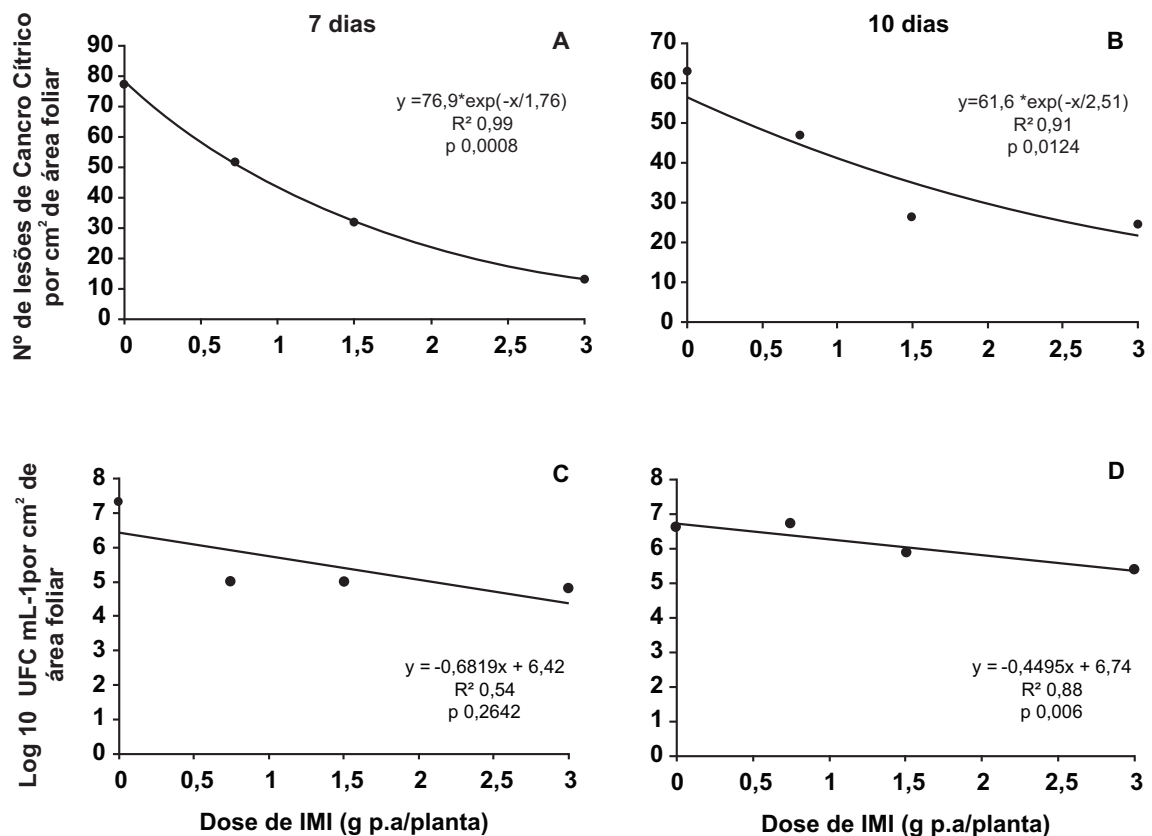 7 dias
10 dias
A
B
Nº de lesões de Cancro Cítrico
por cm² de área foliar
90
80
70
60
50
40
30
20
10
0
y =76,9*exp(-x/1,76)
R² 0,99
p 0,0008
0 0,5 1 1,5 2 2,5 3
70
60
50
40
30
20
10
0
y=61,6 *exp(-x/2,51)
R² 0,91
p 0,0124
0 0,5 1 1,5 2 2,5 3
C
D
Log 10 UFC mL-1por cm² de
área foliar
8
7
6
5
4
3
2
1
0
y = -0,6819x + 6,42
R² 0,54
p 0,2642
0 0,5 1 1,5 2 2,5 3
Dose de IMI (g p.a/planta)
8
7
6
5
4
3
2
1
0
y = -0,4495x + 6,74
R² 0,88
p 0,006
0 0,5 1 1,5 2 2,5 3
Dose de IMI (g p.a/planta)